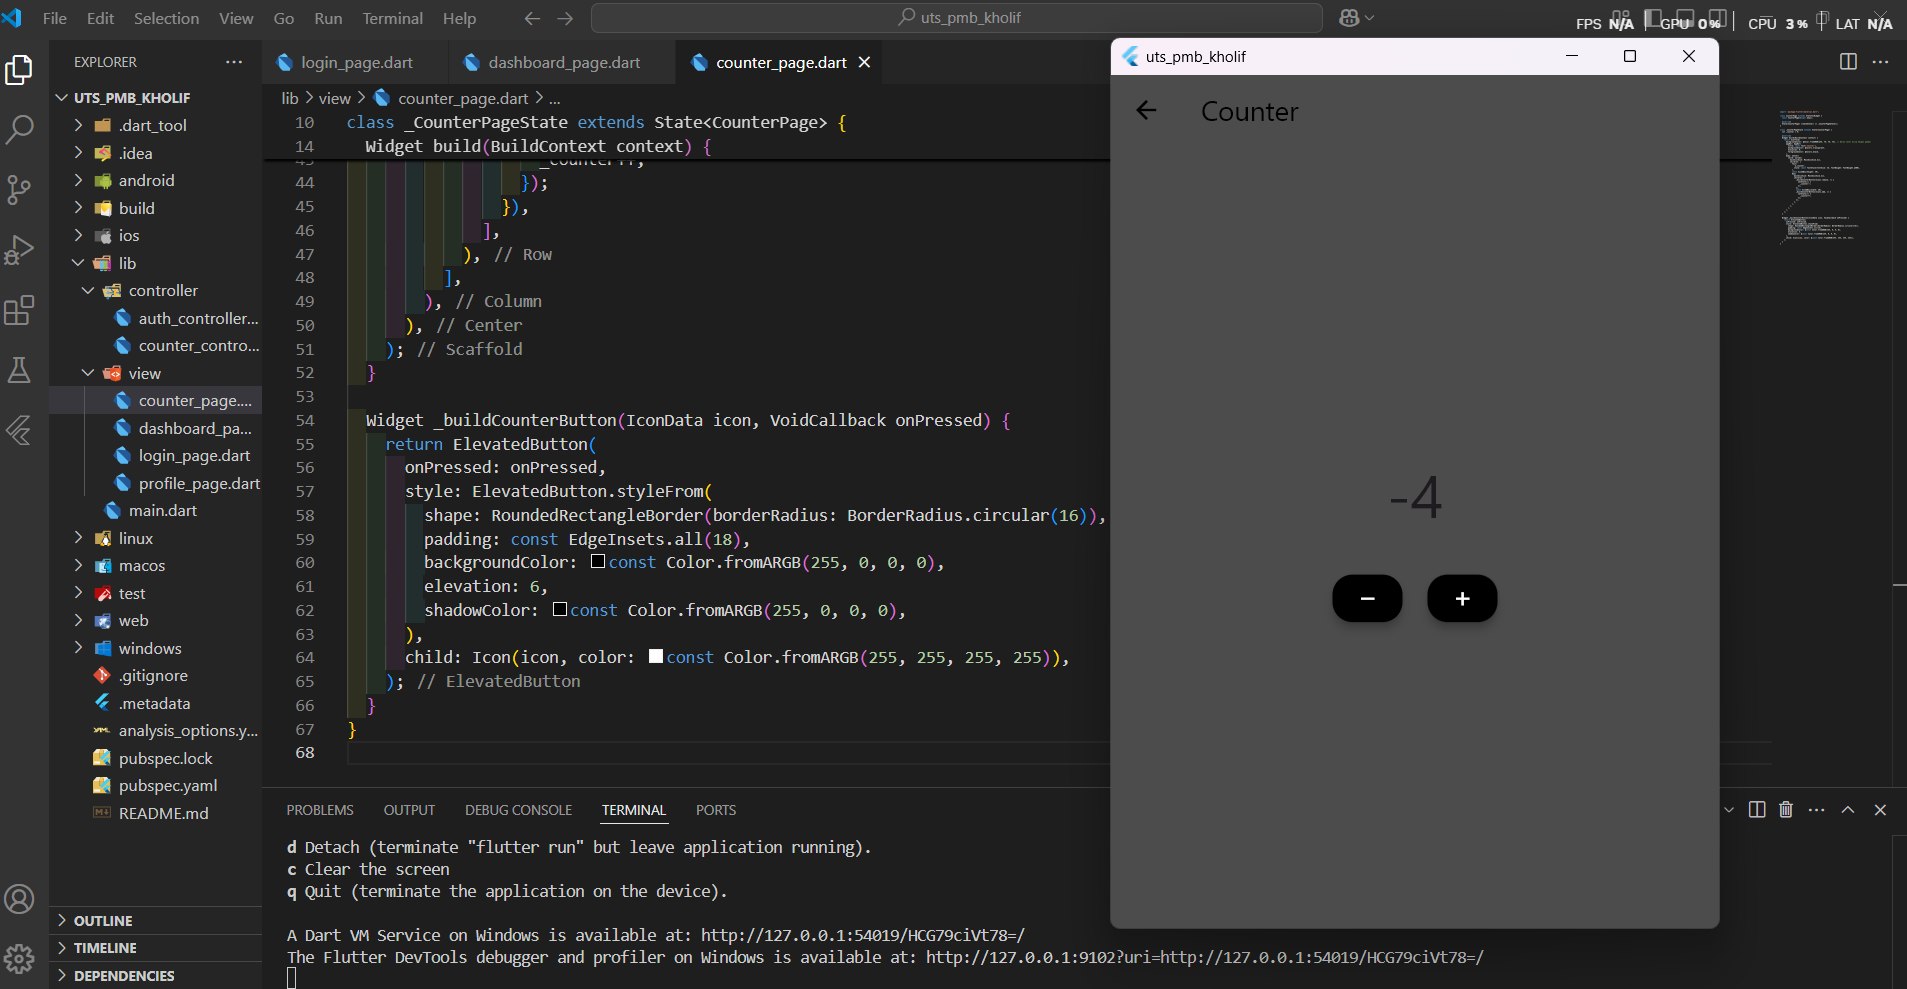 File Edit Selection View Go Run Terminal Help
uts_pmb_kholif
FPS N/A GPU 0% CPU 3% LAT N/A
EXPLORER
UTS_PMB_KHOLIF
.dart_tool
.idea
android
build
ios
lib
controller
auth_controller...
counter_contro...
view
counter_page....
dashboard_pa...
login_page.dart
profile_page.dart
main.dart
linux
macos
test
web
windows
.gitignore
.metadata
analysis_options.y...
pubspec.lock
pubspec.yaml
README.md
OUTLINE
TIMELINE
DEPENDENCIES
login_page.dart dashboard_page.dart counter_page.dart
lib > view > counter_page.dart > ...
10 class _CounterPageState extends State<CounterPage> {
14 Widget build(BuildContext context) {
44 });
45 }),
46 ],
47 ), // Row
48 ],
49 ), // Column
50 ), // Center
51 ); // Scaffold
52 }
53
54 Widget _buildCounterButton(IconData icon, VoidCallback onPressed) {
55 return ElevatedButton(
56 onPressed: onPressed,
57 style: ElevatedButton.styleFrom(
58 shape: RoundedRectangleBorder(borderRadius: BorderRadius.circular(16)),
59 padding: const EdgeInsets.all(18),
60 backgroundColor: const Color.fromARGB(255, 0, 0, 0),
61 elevation: 6,
62 shadowColor: const Color.fromARGB(255, 0, 0, 0),
63 ),
64 child: Icon(icon, color: const Color.fromARGB(255, 255, 255, 255)),
65 ); // ElevatedButton
66 }
67 }
68
PROBLEMS OUTPUT DEBUG CONSOLE TERMINAL PORTS
d Detach (terminate "flutter run" but leave application running).
c Clear the screen
q Quit (terminate the application on the device).
A Dart VM Service on Windows is available at: http://127.0.0.1:54019/HCG79ciVt78=/
The Flutter DevTools debugger and profiler on Windows is available at: http://127.0.0.1:9102?uri=http://127.0.0.1:54019/HCG79ciVt78=/
uts_pmb_kholif
Counter
-4
− +